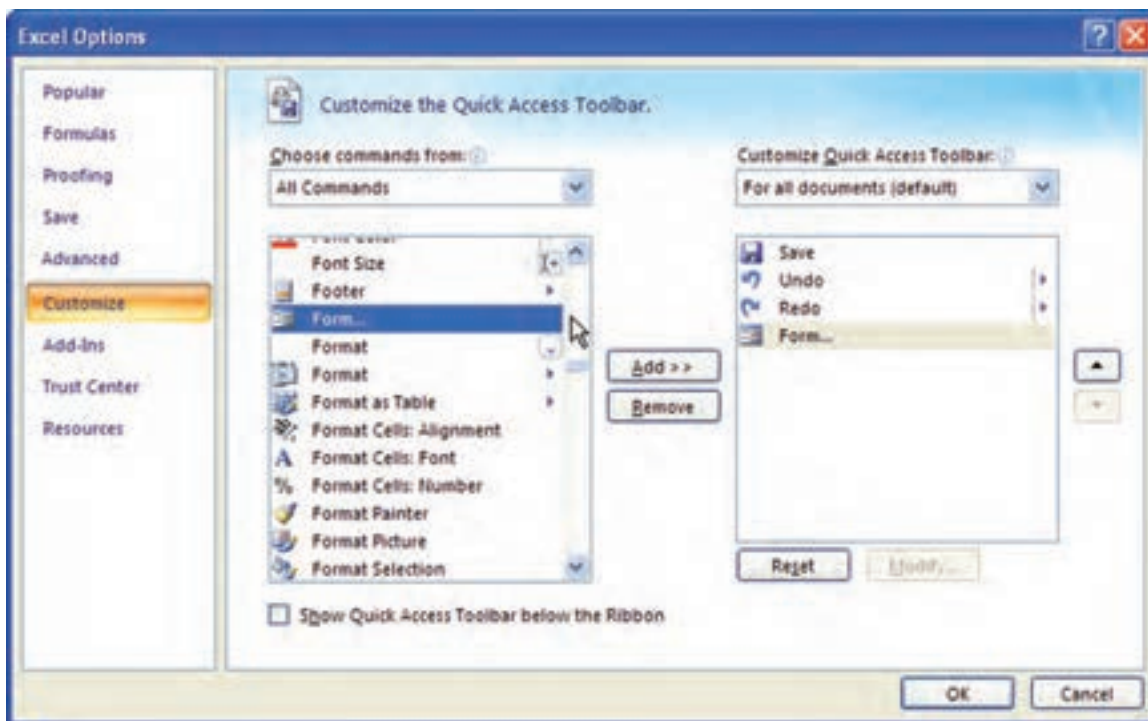 Excel Options
Popular
Formulas
Proofing
Save
Advanced
Customize
Add-Ins
Trust Center
Resources
Customize the Quick Access Toolbar.
Choose commands from:
All Commands
Font Color
Font Size
Footer
Form...
Format
Format
Format as Table
Format Cells: Alignment
Format Cells: Font
Format Cells: Number
Format Painter
Format Picture
Format Selection
Show Quick Access Toolbar below the Ribbon
Add >>
Remove
Customize Quick Access Toolbar:
For all documents (default)
Save
Undo
Redo
Form...
Reset
Modify...
OK
Cancel